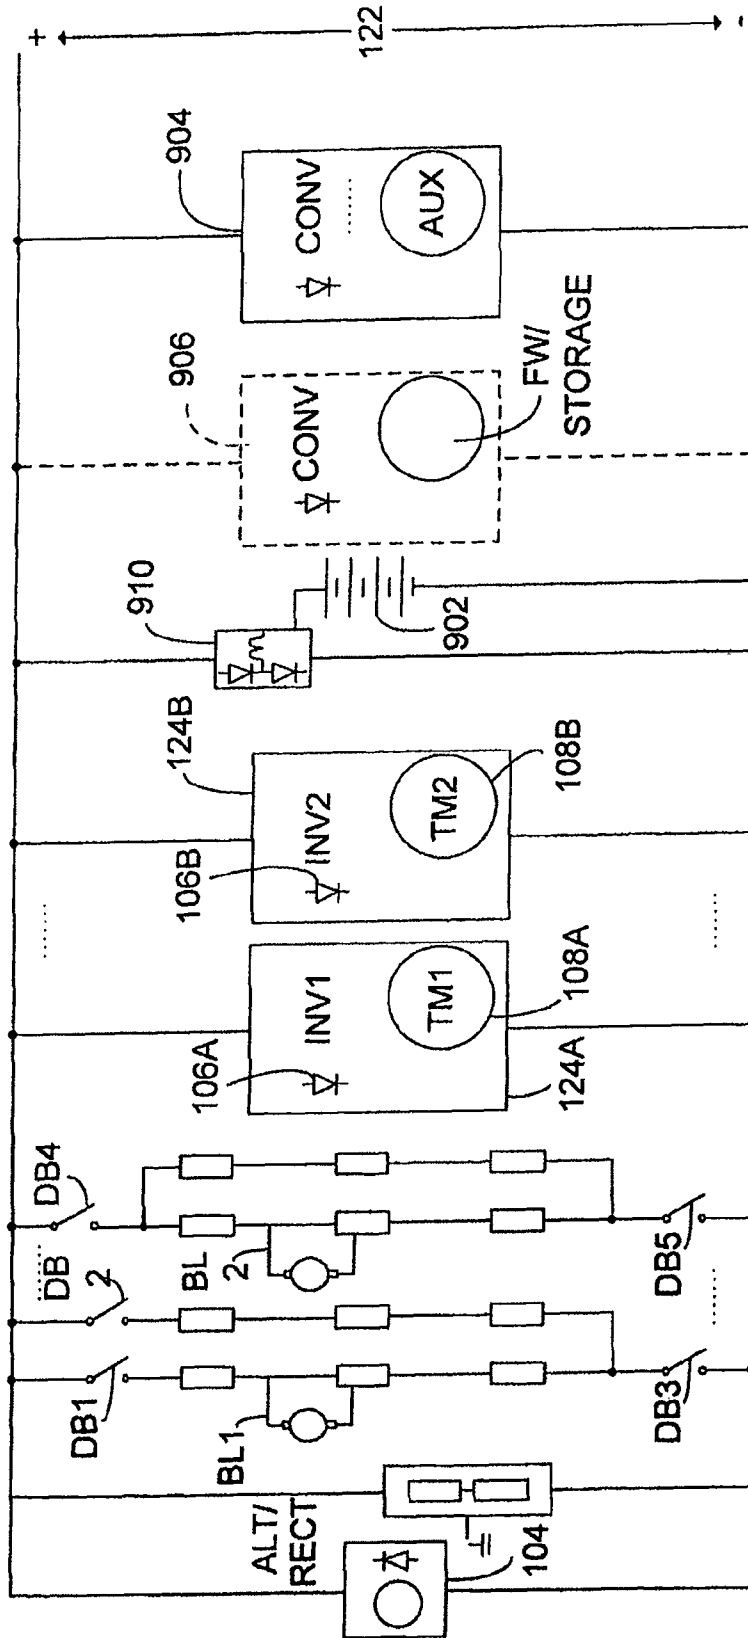 ALT/
RECT
104
DB1
BL1
DB3
DB
2
BL
2
DB4
DB5
106A
INV1
TM1
108A
124A
106B
INV2
TM2
108B
124B
910
902
906
CONV
FW/
STORAGE
904
CONV
AUX
+
122
-